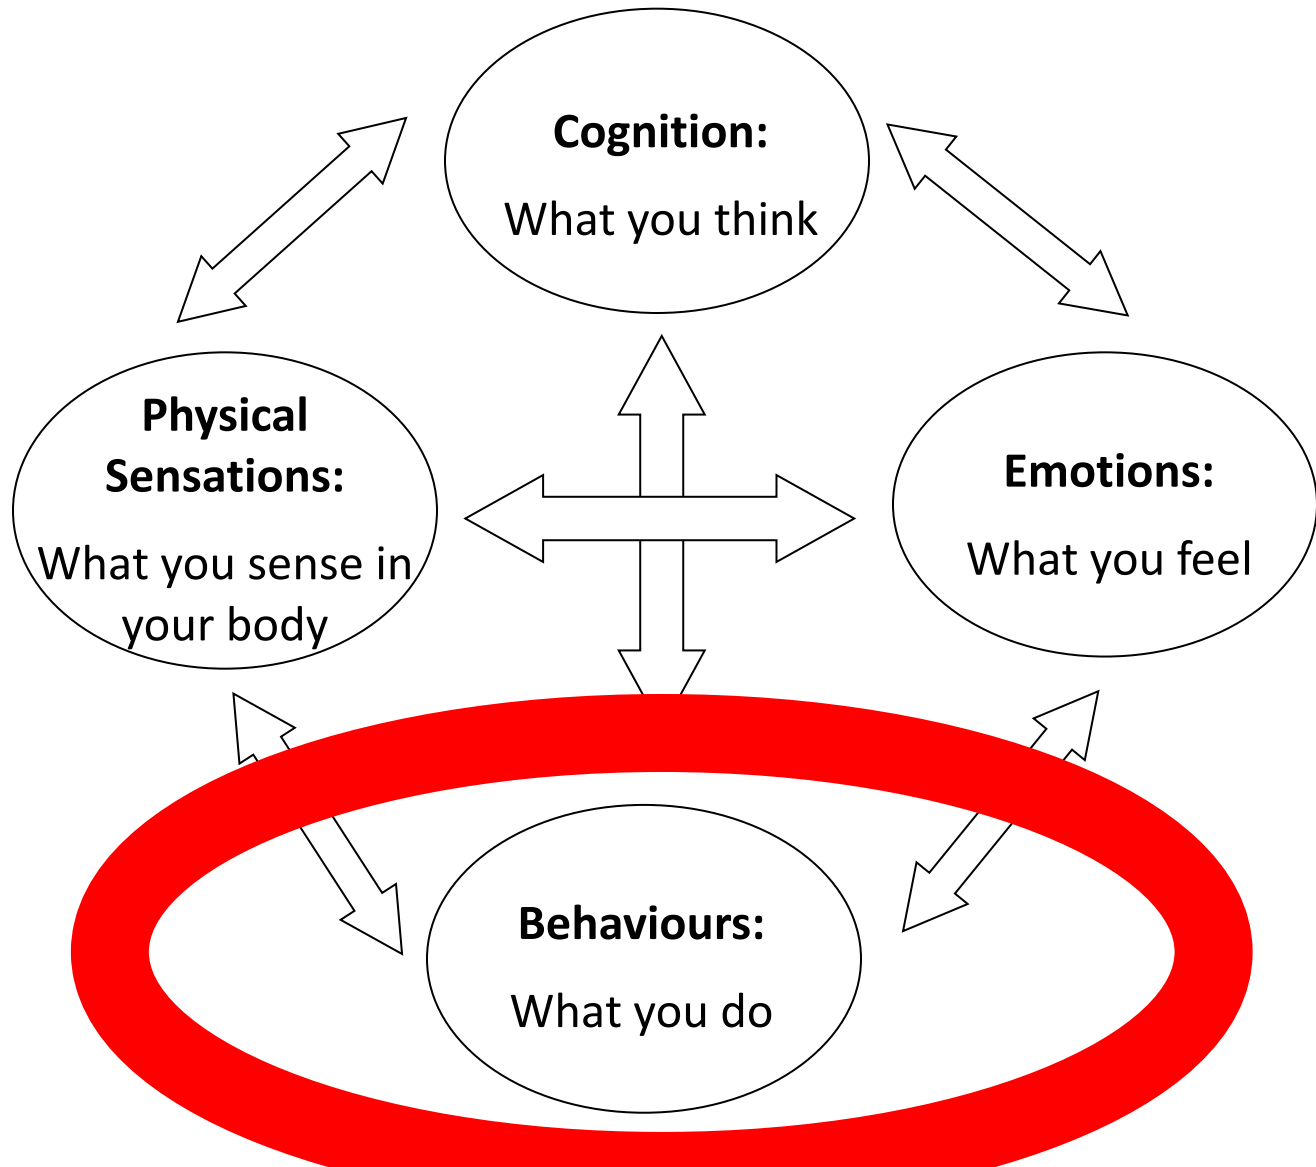 Cognition:
What you think
Physical
Sensations:
What you sense in
your body
Emotions:
What you feel
Behaviours:
What you do